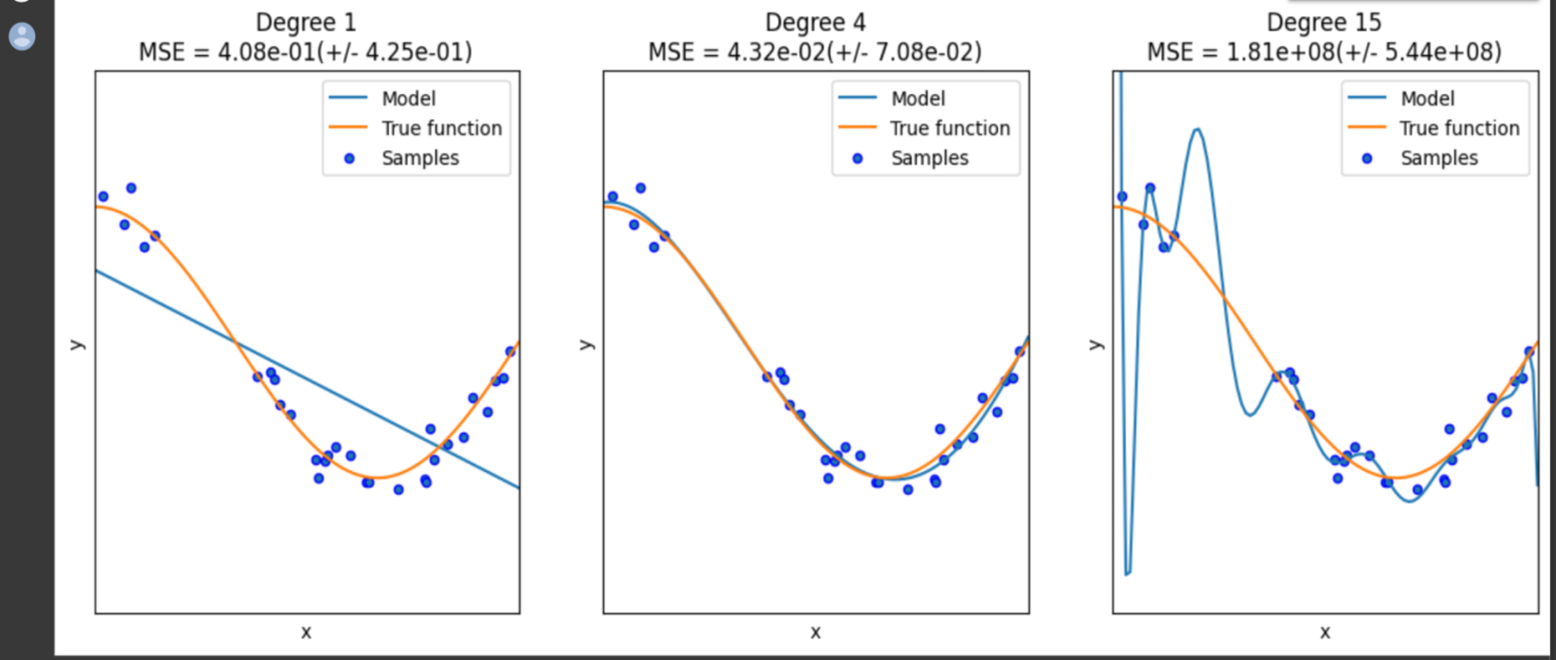 Degree 1
MSE = 4.08e-01(+/- 4.25e-01)
Model
True function
Samples
y
x
Degree 4
MSE = 4.32e-02(+/- 7.08e-02)
Model
True function
Samples
y
x
Degree 15
MSE = 1.81e+08(+/- 5.44e+08)
Model
True function
Samples
y
x